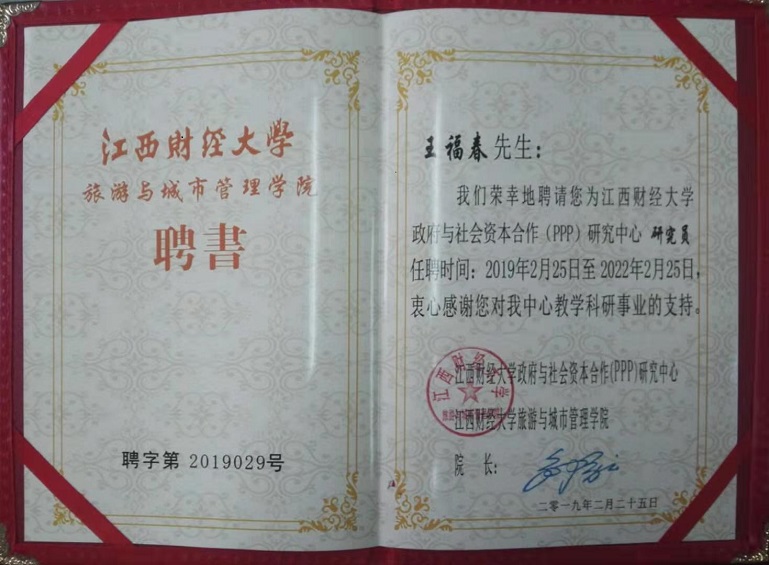 江西财经大学
旅游与城市管理学院
聘書
聘字第 2019029号
王福春先生：
我们荣幸地聘请您为江西财经大学
政府与社会资本合作（PPP）研究中心 研究员
任聘时间：2019年2月25日至2022年2月25日，
衷心感谢您对我中心教学科研事业的支持。
江西财经大学政府与社会资本合作(PPP)研究中心
江西财经大学旅游与城市管理学院
院 长：
二零一九年二月二十五日
江西财经大学